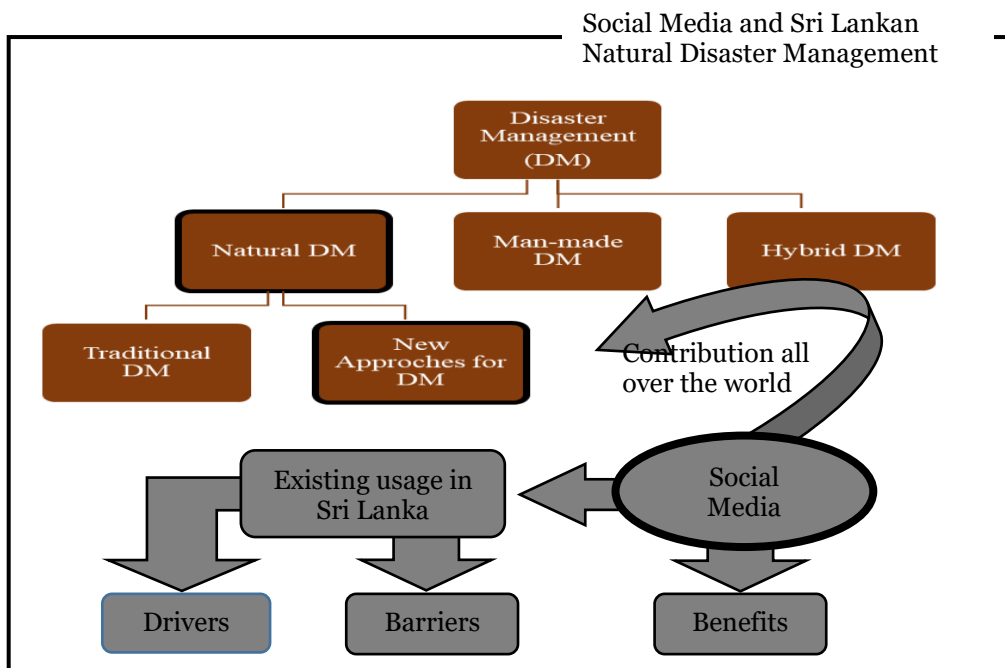 Social Media and Sri Lankan
Natural Disaster Management
Disaster
Management
(DM)
Natural DM
Man-made
DM
Hybrid DM
Traditional
DM
New
Approches for
DM
Contribution all
over the world
Existing usage in
Sri Lanka
Social
Media
Drivers
Barriers
Benefits